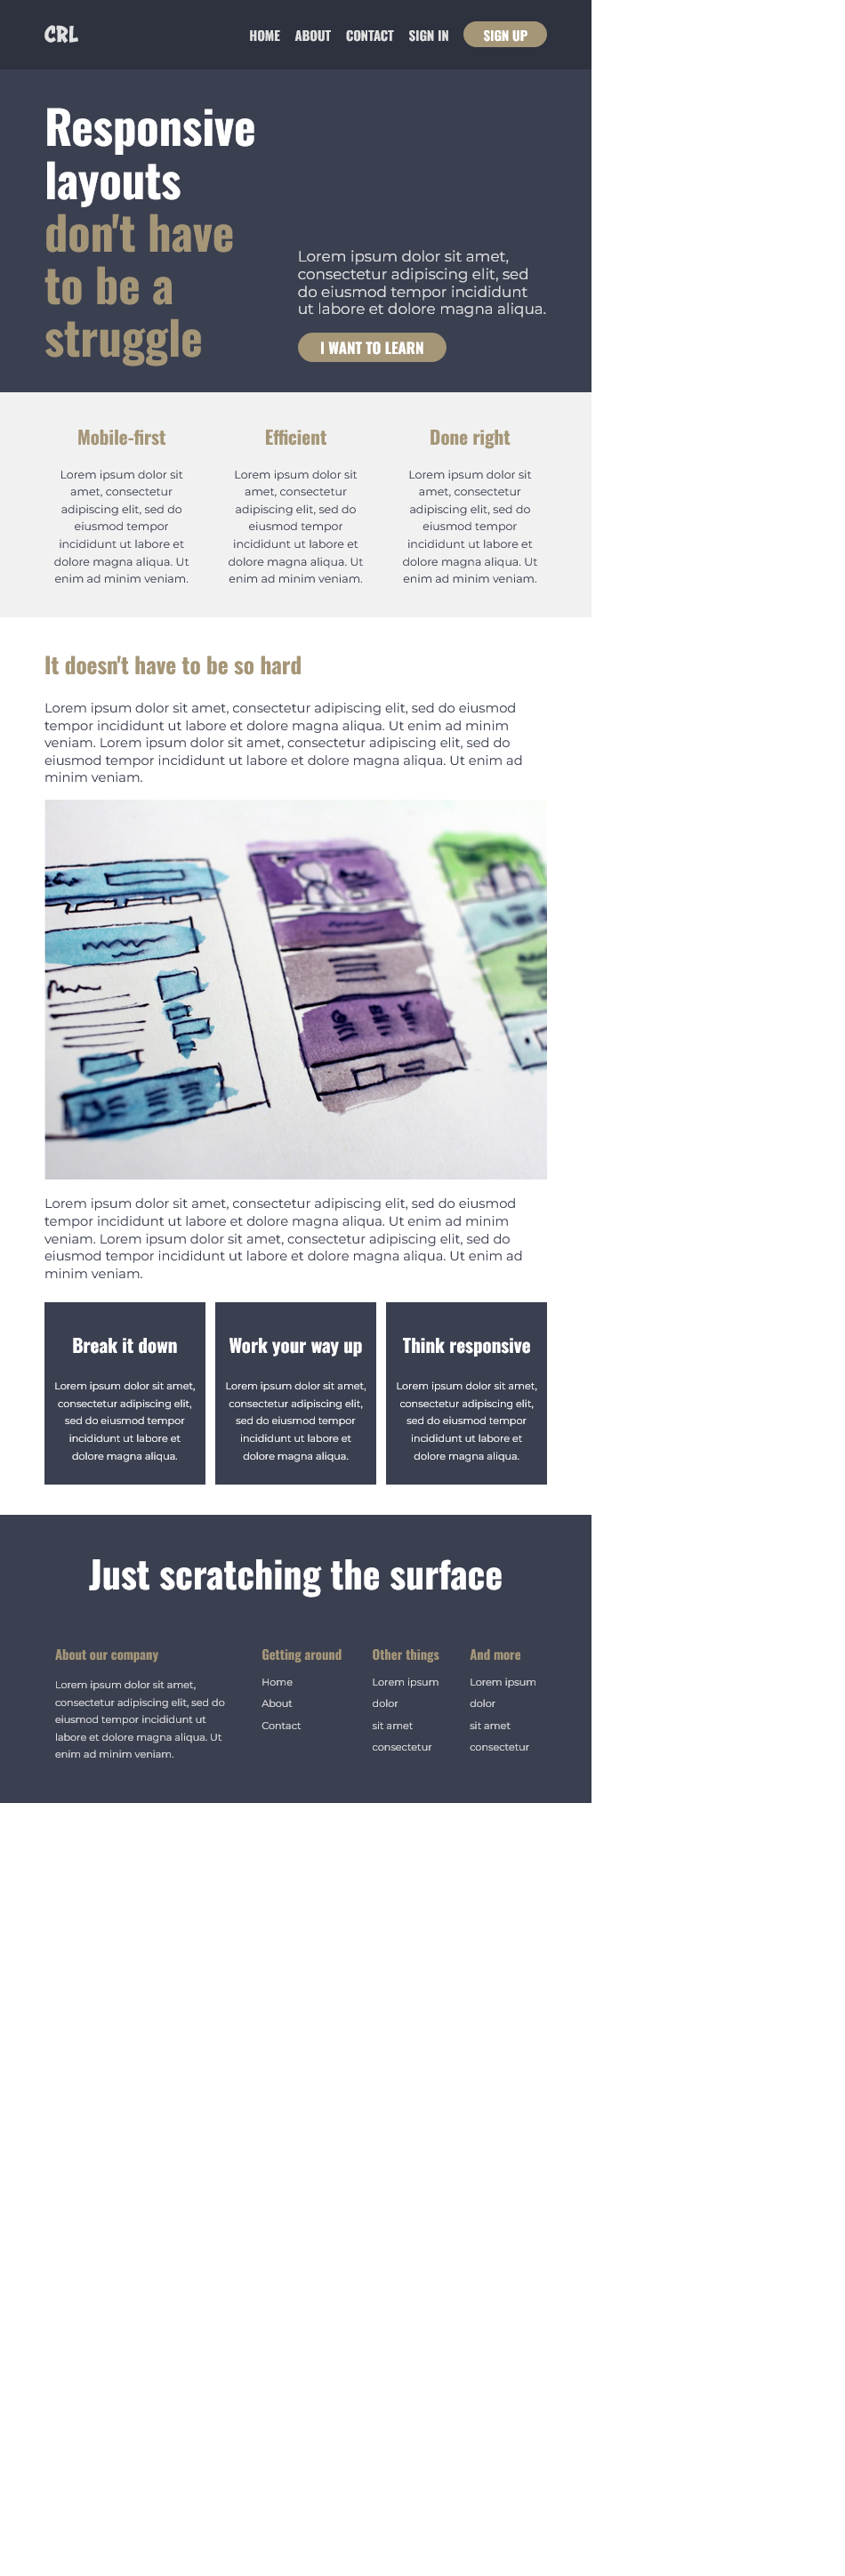 CRL
HOME ABOUT CONTACT SIGN IN SIGN UP
Responsive
layouts
don't have
to be a
struggle
Lorem ipsum dolor sit amet,
consectetur adipiscing elit, sed
do eiusmod tempor incididunt
ut labore et dolore magna aliqua.
I WANT TO LEARN
Mobile-first
Lorem ipsum dolor sit
amet, consectetur
adipiscing elit, sed do
eiusmod tempor
incididunt ut labore et
dolore magna aliqua. Ut
enim ad minim veniam.
Efficient
Lorem ipsum dolor sit
amet, consectetur
adipiscing elit, sed do
eiusmod tempor
incididunt ut labore et
dolore magna aliqua. Ut
enim ad minim veniam.
Done right
Lorem ipsum dolor sit
amet, consectetur
adipiscing elit, sed do
eiusmod tempor
incididunt ut labore et
dolore magna aliqua. Ut
enim ad minim veniam.
It doesn't have to be so hard
Lorem ipsum dolor sit amet, consectetur adipiscing elit, sed do eiusmod
tempor incididunt ut labore et dolore magna aliqua. Ut enim ad minim
veniam. Lorem ipsum dolor sit amet, consectetur adipiscing elit, sed do
eiusmod tempor incididunt ut labore et dolore magna aliqua. Ut enim ad
minim veniam.
Lorem ipsum dolor sit amet, consectetur adipiscing elit, sed do eiusmod
tempor incididunt ut labore et dolore magna aliqua. Ut enim ad minim
veniam. Lorem ipsum dolor sit amet, consectetur adipiscing elit, sed do
eiusmod tempor incididunt ut labore et dolore magna aliqua. Ut enim ad
minim veniam.
Break it down
Lorem ipsum dolor sit amet,
consectetur adipiscing elit,
sed do eiusmod tempor
incididunt ut labore et
dolore magna aliqua.
Work your way up
Lorem ipsum dolor sit amet,
consectetur adipiscing elit,
sed do eiusmod tempor
incididunt ut labore et
dolore magna aliqua.
Think responsive
Lorem ipsum dolor sit amet,
consectetur adipiscing elit,
sed do eiusmod tempor
incididunt ut labore et
dolore magna aliqua.
Just scratching the surface
About our company
Lorem ipsum dolor sit amet,
consectetur adipiscing elit, sed do
eiusmod tempor incididunt ut
labore et dolore magna aliqua. Ut
enim ad minim veniam.
Getting around
Home
About
Contact
Other things
Lorem ipsum
dolor
sit amet
consectetur
And more
Lorem ipsum
dolor
sit amet
consectetur